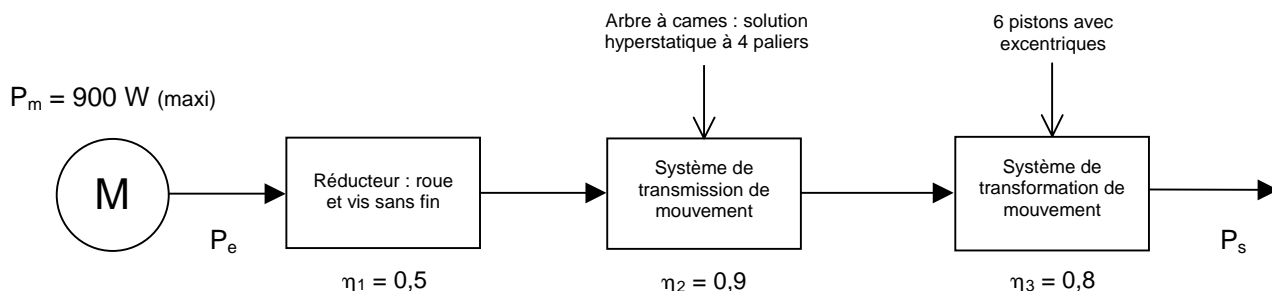 Arbre à cames : solution
hyperstatique à 4 paliers
6 pistons avec
excentriques
Pm = 900 W (maxi)
M
Pe
Réducteur : roue
et vis sans fin
η1 = 0,5
Système de
transmission de
mouvement
η2 = 0,9
Système de
transformation de
mouvement
η3 = 0,8
Ps